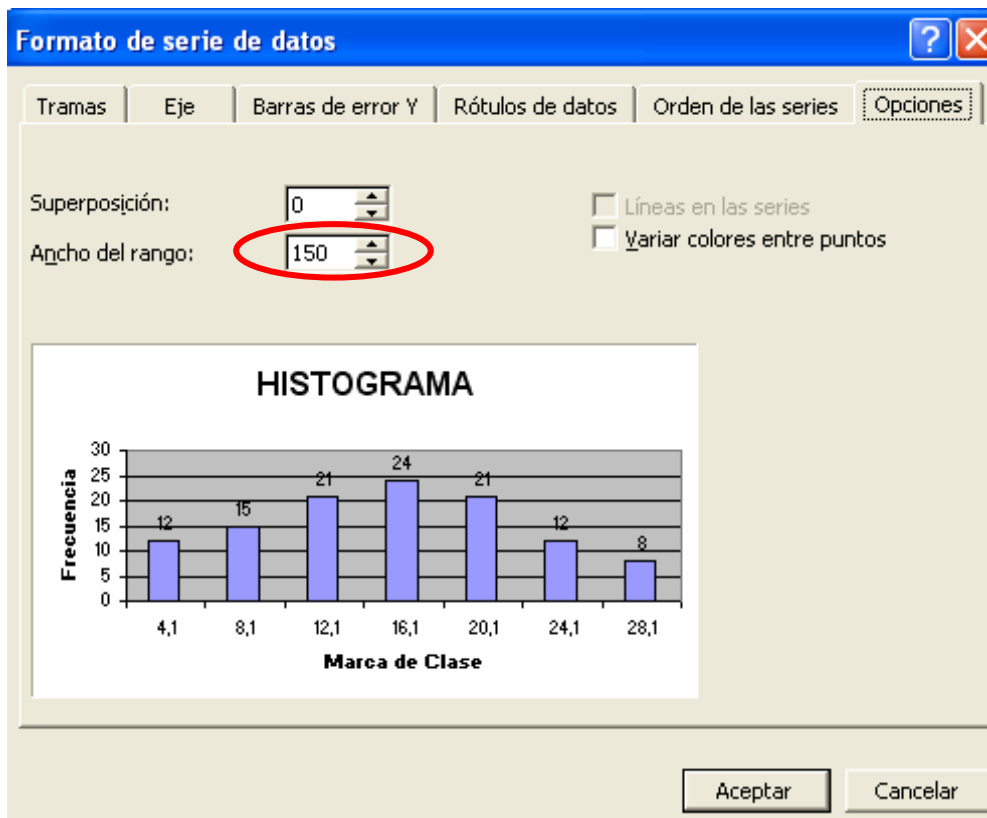 Formato de serie de datos
Tramas Eje Barras de error Y Rótulos de datos Orden de las series Opciones
Superposición: 0 Líneas en las series
Ancho del rango: 150 Variar colores entre puntos
HISTOGRAMA
Frecuencia
30
25
20
15
10
5
0
12 15 21 24 21 12 8
4,1 8,1 12,1 16,1 20,1 24,1 28,1
Marca de Clase
Aceptar Cancelar